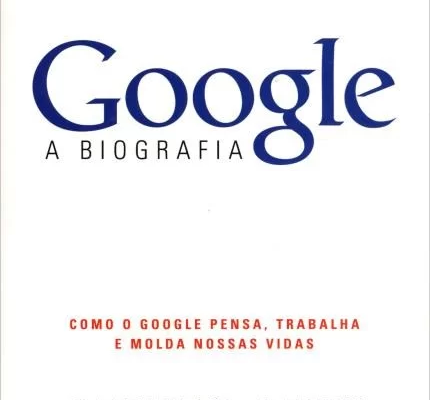 Google
A BIOGRAFIA
COMO O GOOGLE PENSA, TRABALHA
E MOLDA NOSSAS VIDAS